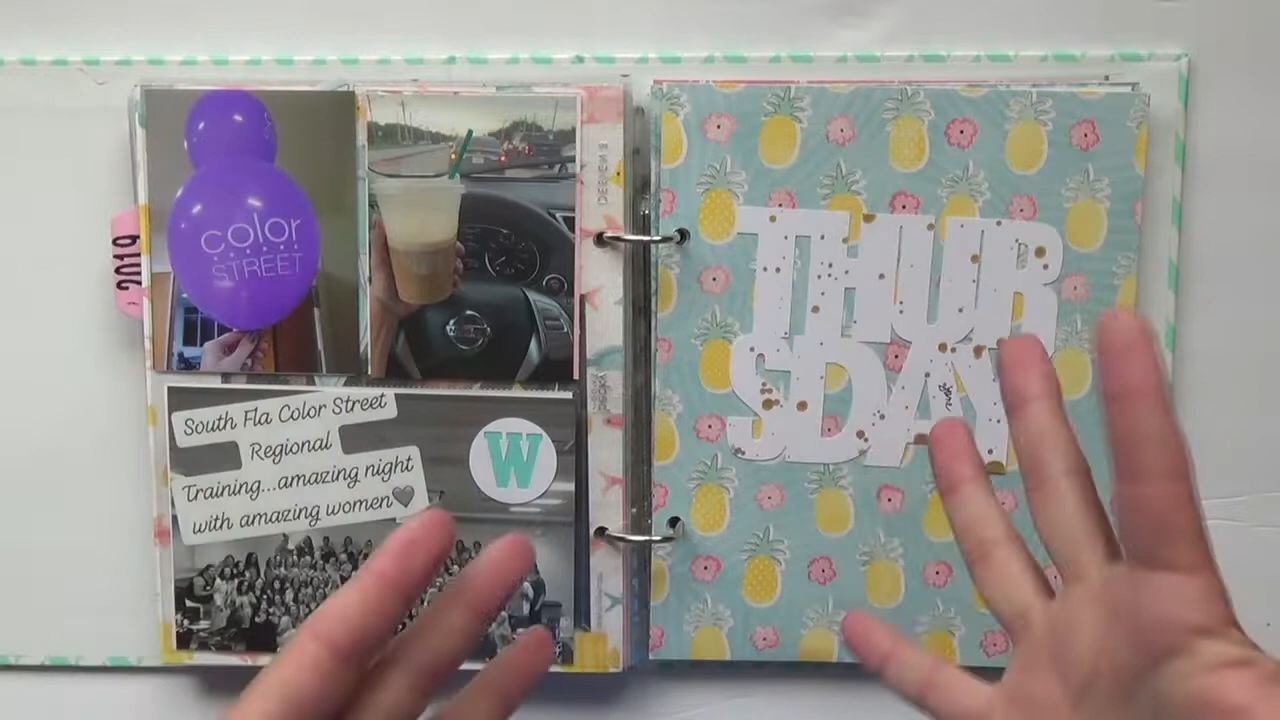 2019
color
STREET
South Fla Color Street
Regional
Training...amazing night
with amazing women🖤
W
THUR
SDAY